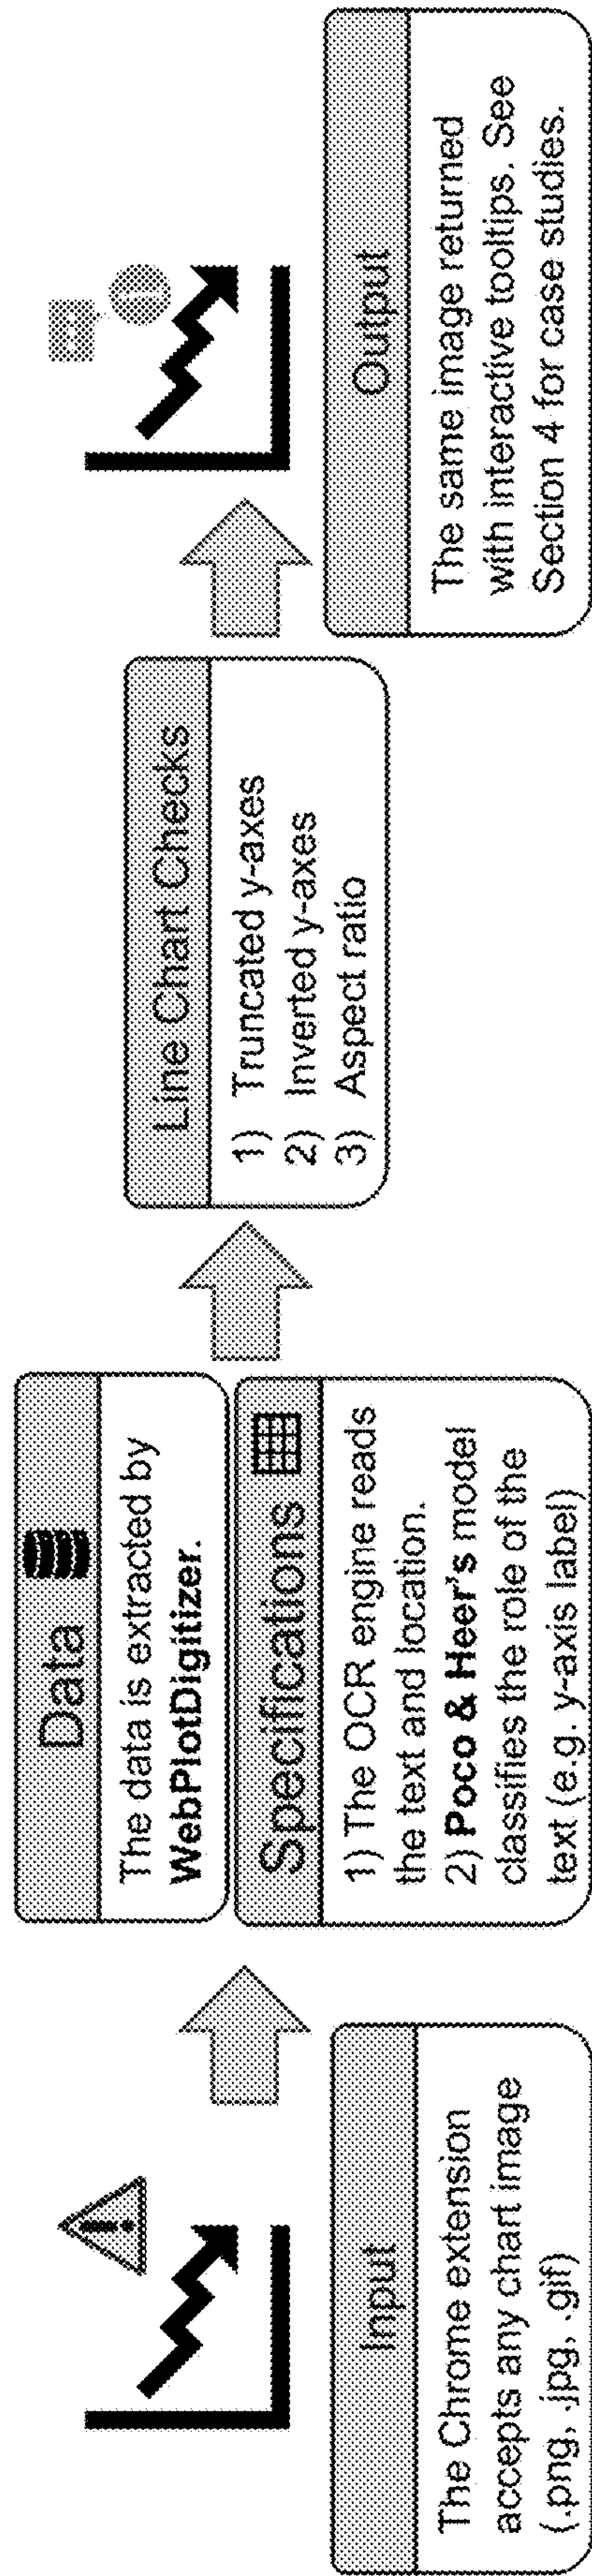 Input
The Chrome extension
accepts any chart image
(.png, .jpg, .gif)
Data
The data is extracted by
WebPlotDigitizer.
Specifications
1) The OCR engine reads
the text and location.
2) Poco & Heer's model
classifies the role of the
text (e.g. y-axis label)
Line Chart Checks
1) Truncated y-axes
2) Inverted y-axes
3) Aspect ratio
Output
The same image returned
with interactive tooltips. See
Section 4 for case studies.